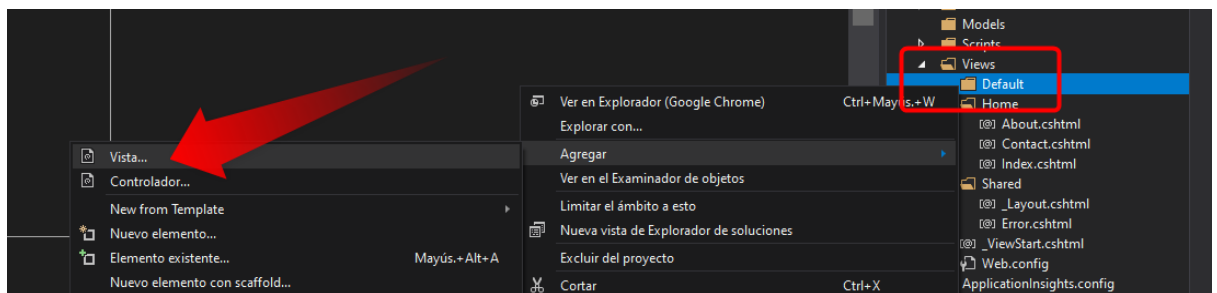 Models
Scripts
Views
Default
Home
About.cshtml
Contact.cshtml
Index.cshtml
Shared
_Layout.cshtml
Error.cshtml
_ViewStart.cshtml
Web.config
ApplicationInsights.config
Ver en Explorador (Google Chrome) Ctrl+Mayús.+W
Explorar con...
Agregar
Ver en el Examinador de objetos
Limitar el ámbito a esto
Nueva vista de Explorador de soluciones
Excluir del proyecto
Cortar Ctrl+X
Vista...
Controlador...
New from Template
Nuevo elemento...
Elemento existente... Mayús.+Alt+A
Nuevo elemento con scaffold...